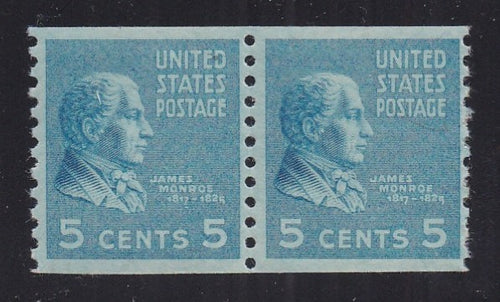 UNITED
STATES
POSTAGE
JAMES
MONROE
1817-1825
5 CENTS 5
UNITED
STATES
POSTAGE
JAMES
MONROE
1817-1825
5 CENTS 5